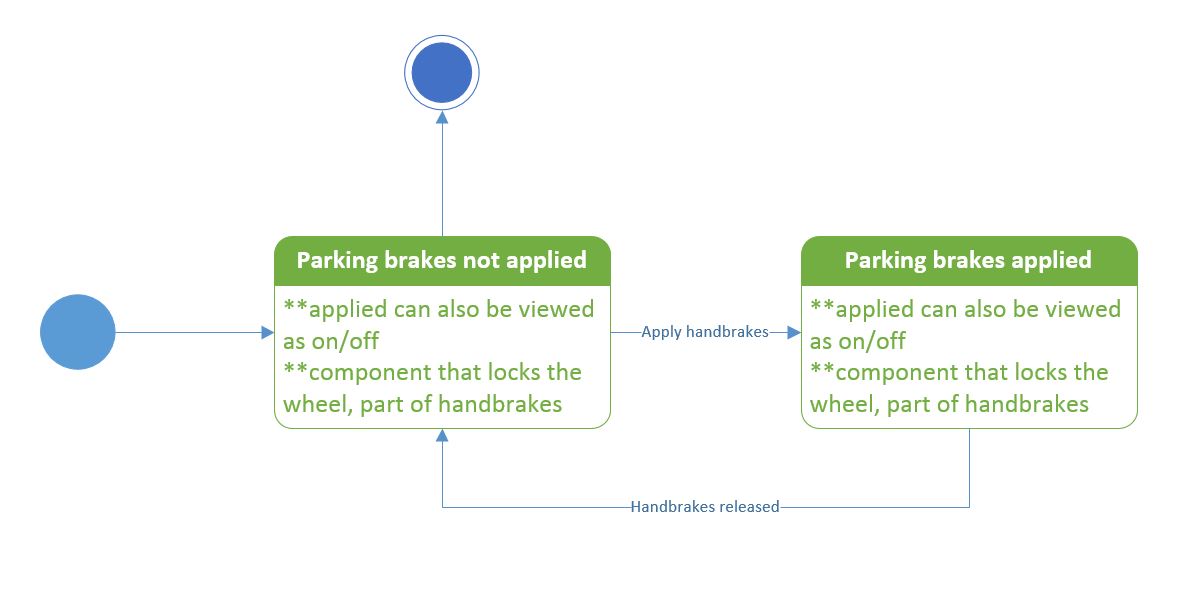 Parking brakes not applied
**applied can also be viewed
as on/off
**component that locks the
wheel, part of handbrakes
Apply handbrakes
Parking brakes applied
**applied can also be viewed
as on/off
**component that locks the
wheel, part of handbrakes
Handbrakes released